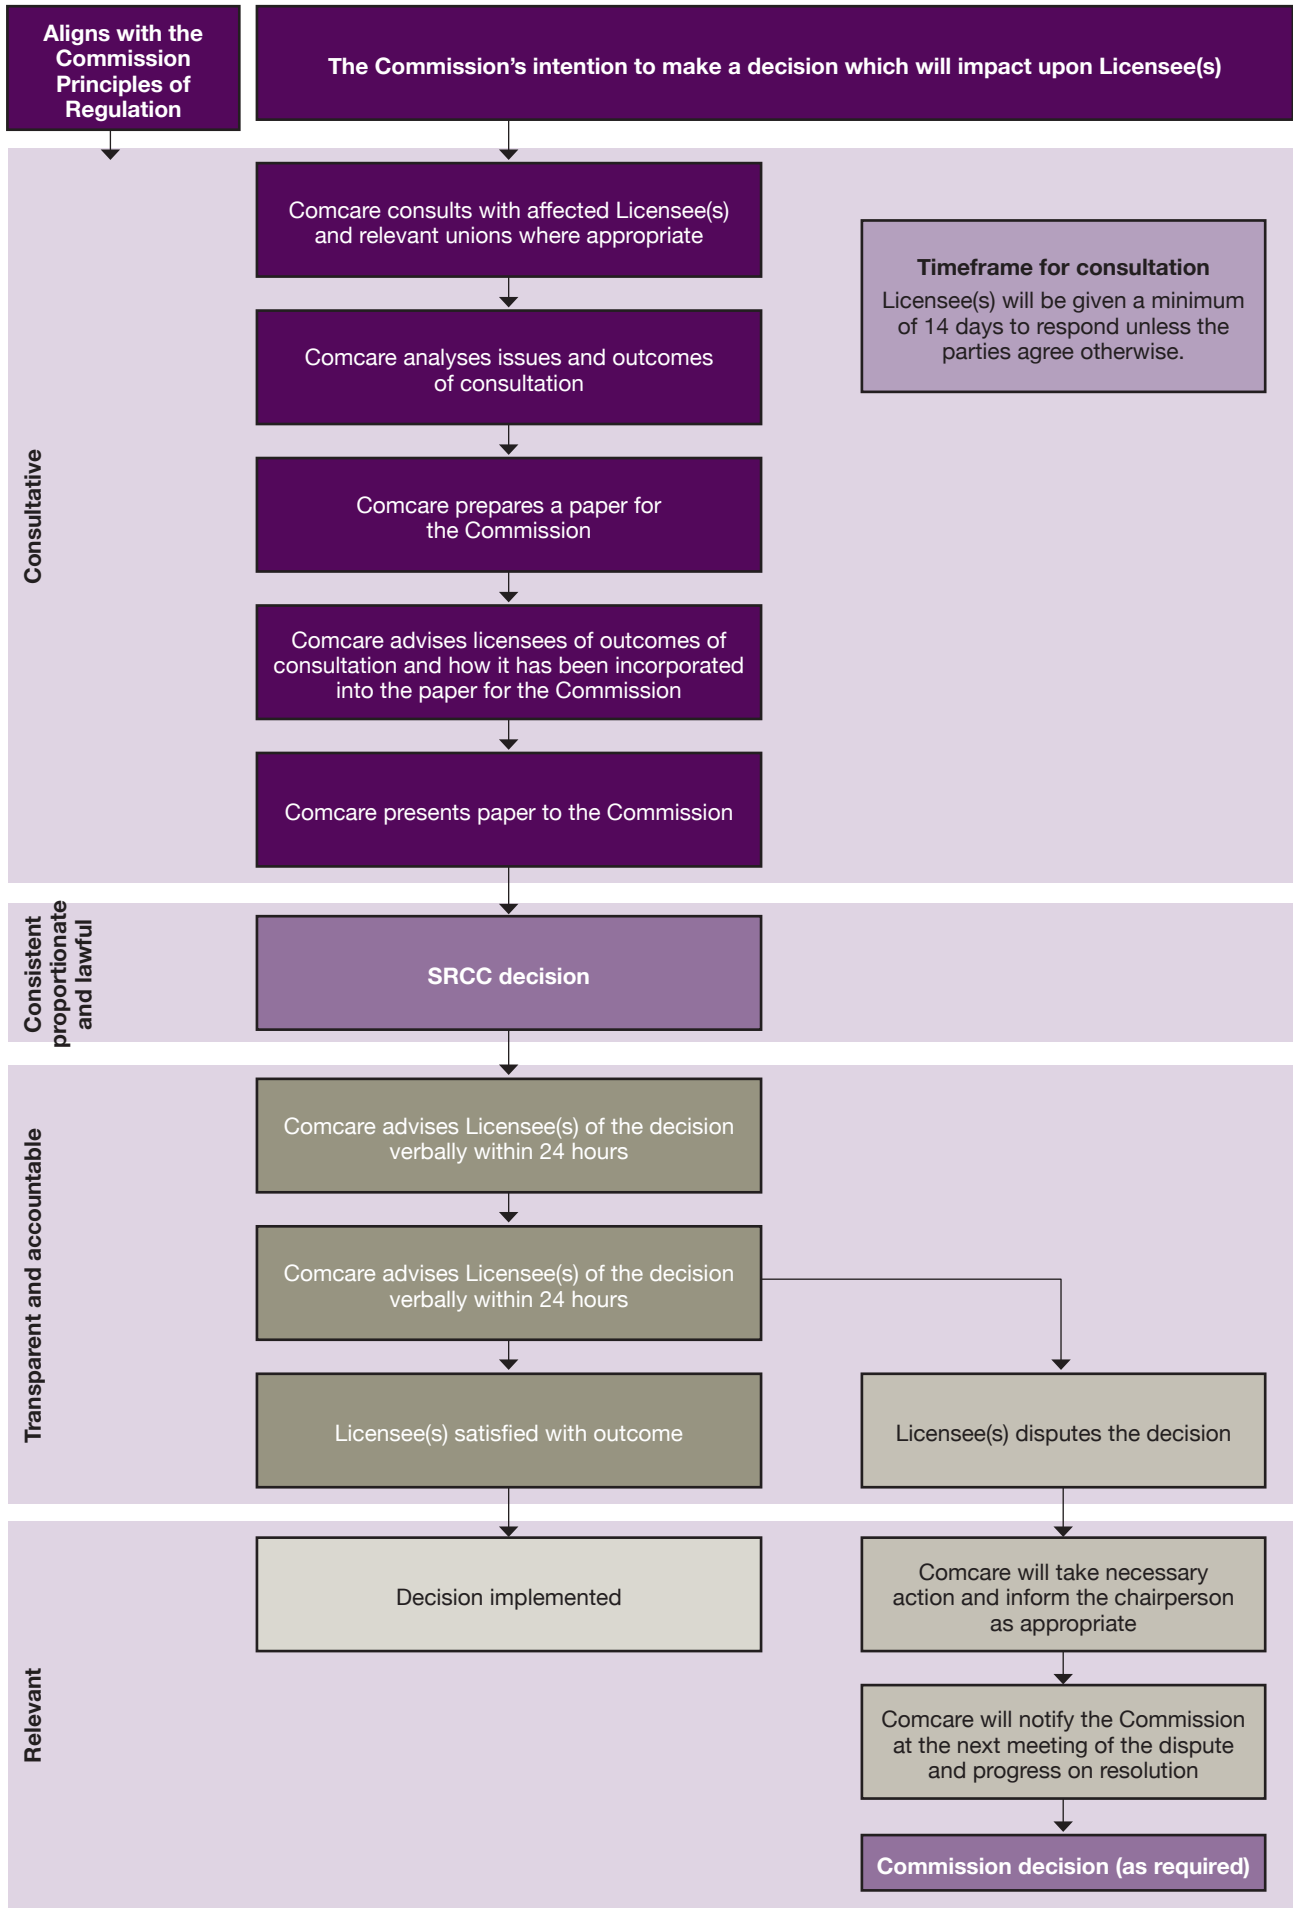 Aligns with the
Commission
Principles of
Regulation
The Commission’s intention to make a decision which will impact upon Licensee(s)
Consultative
Comcare consults with affected Licensee(s)
and relevant unions where appropriate
Timeframe for consultation
Licensee(s) will be given a minimum
of 14 days to respond unless the
parties agree otherwise.
Comcare analyses issues and outcomes
of consultation
Comcare prepares a paper for
the Commission
Comcare advises licensees of outcomes of
consultation and how it has been incorporated
into the paper for the Commission
Comcare presents paper to the Commission
Consistent
proportionate
and lawful
SRCC decision
Transparent and accountable
Comcare advises Licensee(s) of the decision
verbally within 24 hours
Comcare advises Licensee(s) of the decision
verbally within 24 hours
Licensee(s) satisfied with outcome
Licensee(s) disputes the decision
Relevant
Decision implemented
Comcare will take necessary
action and inform the chairperson
as appropriate
Comcare will notify the Commission
at the next meeting of the dispute
and progress on resolution
Commission decision (as required)